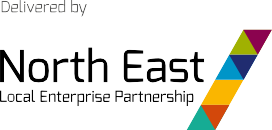 Delivered by
North East
Local Enterprise Partnership